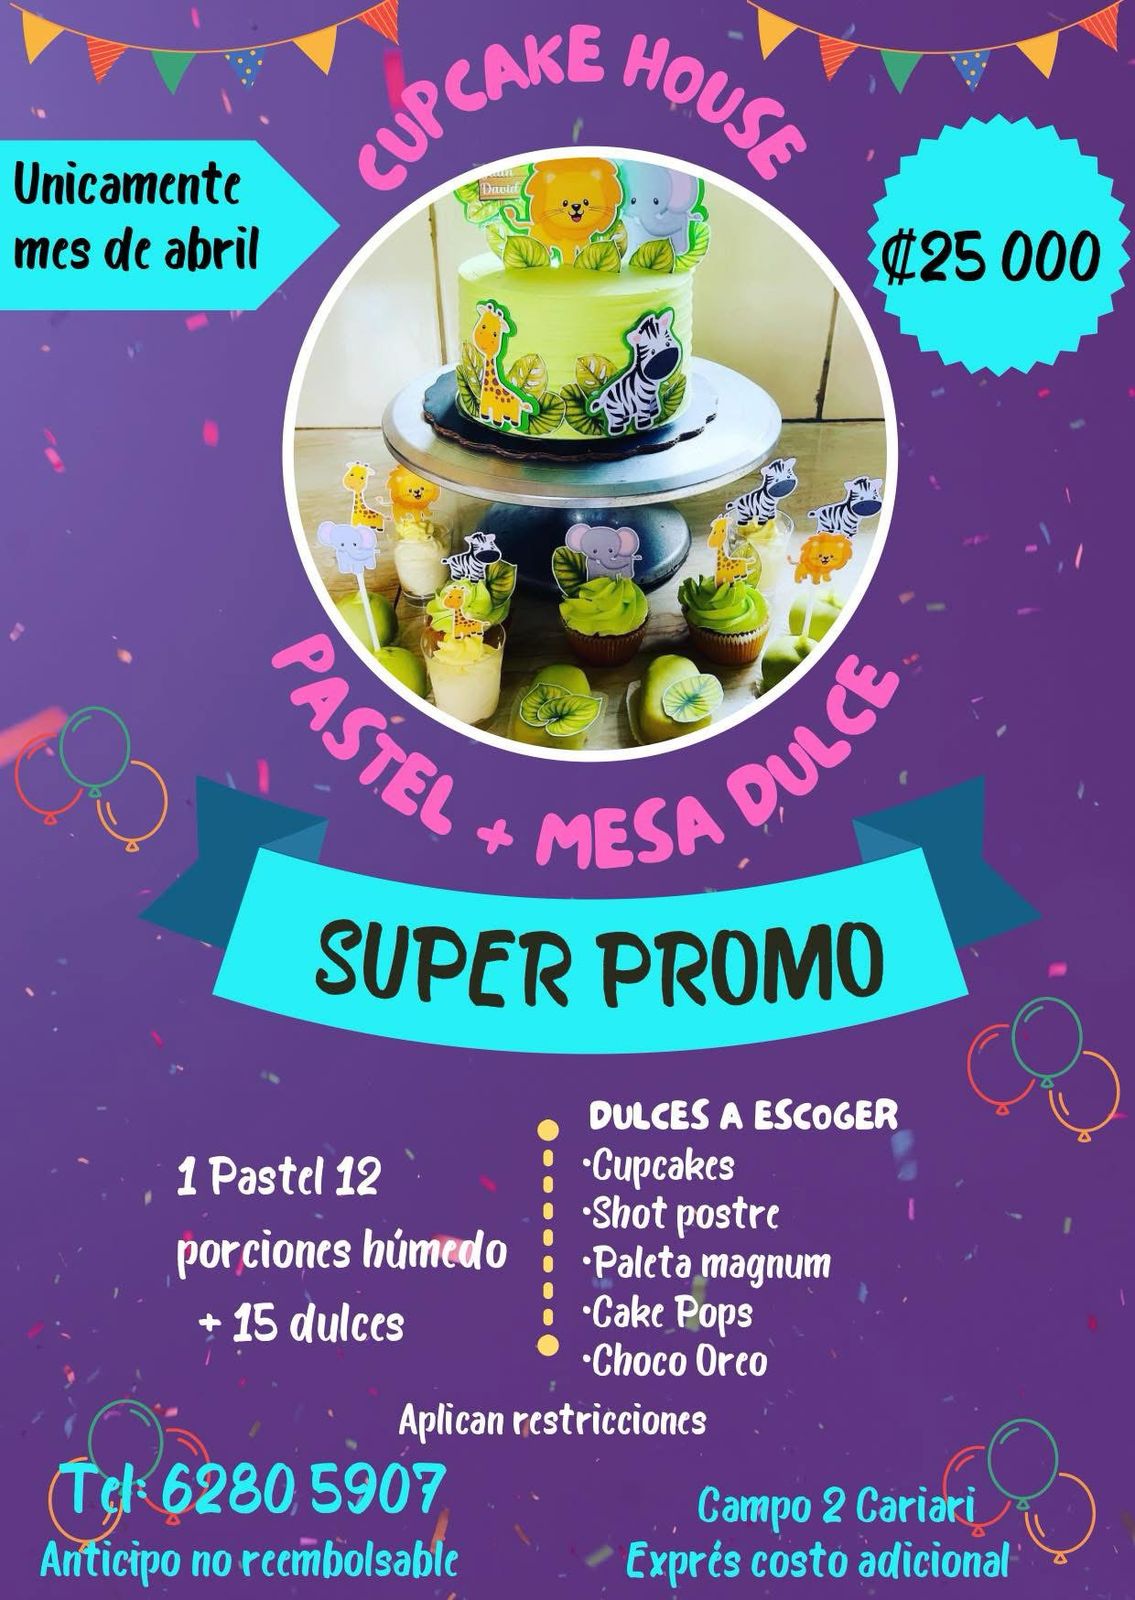 CUPCAKE HOUSE
Unicamente
mes de abril
₡25 000
David
PASTEL + MESA DULCE
SUPER PROMO
DULCES A ESCOGER
1 Pastel 12
porciones húmedo
+ 15 dulces
·Cupcakes
·Shot postre
·Paleta magnum
·Cake Pops
·Choco Oreo
Aplican restricciones
Tel: 6280 5907
Anticipo no reembolsable
Campo 2 Cariari
Exprés costo adicional